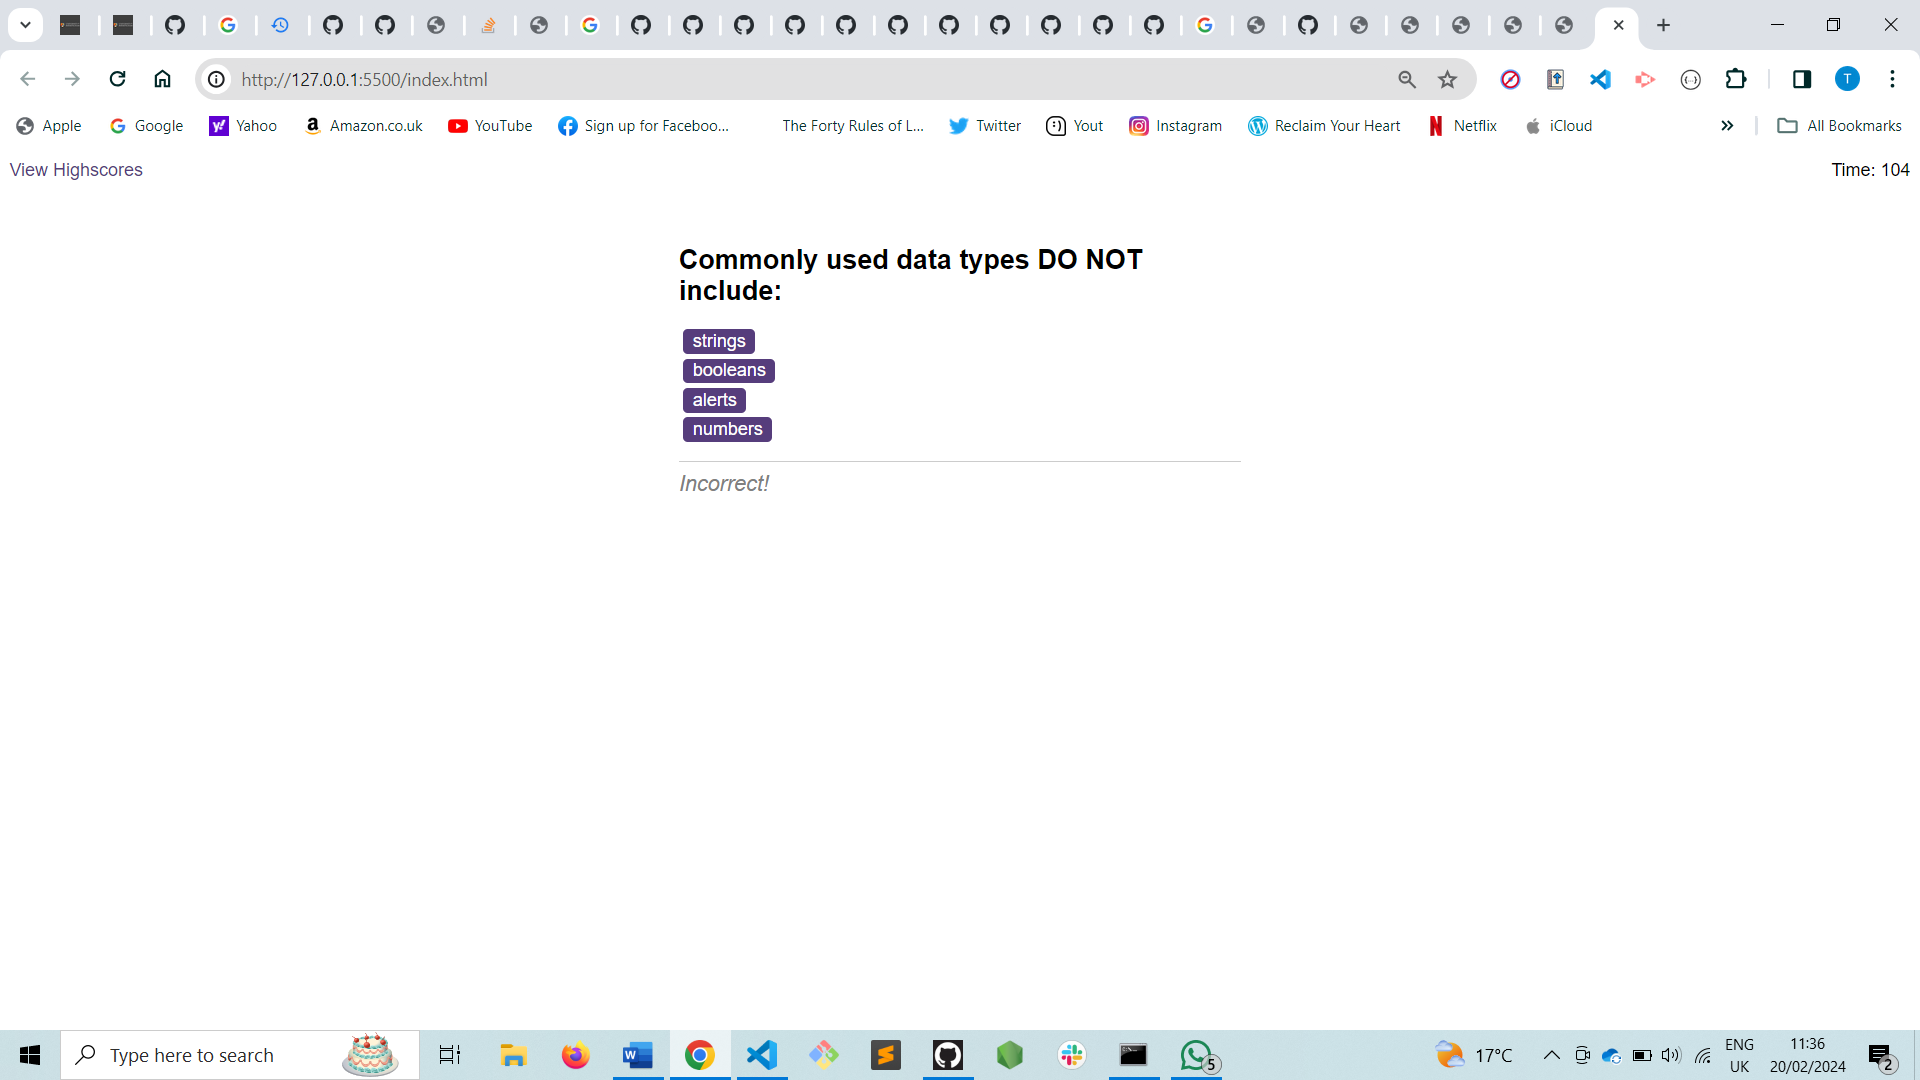 http://127.0.0.1:5500/index.html
T
Apple Google Yahoo Amazon.co.uk YouTube Sign up for Faceboo... The Forty Rules of L... Twitter Yout Instagram Reclaim Your Heart Netflix iCloud All Bookmarks
View Highscores Time: 104
Commonly used data types DO NOT
include:
strings
booleans
alerts
numbers
Incorrect!
Type here to search 17°C ENG 11:36
5 UK 20/02/2024 2